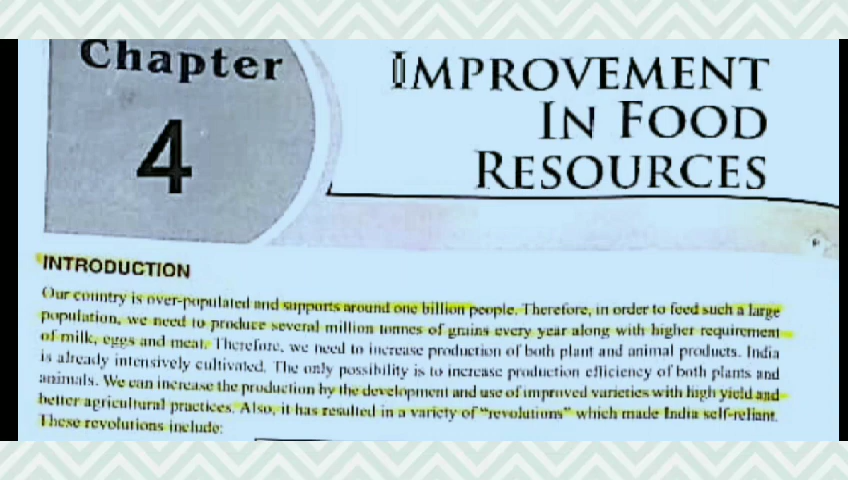 Chapter
4
IMPROVEMENT
IN FOOD
RESOURCES
INTRODUCTION
Our country is over-populated and supports around one billion people. Therefore, in order to feed such a large
population, we need to produce several million tonnes of grains every year along with higher requirement
of milk, eggs and meat. Therefore, we need to increase production of both plant and animal products. India
is already intensively cultivated. The only possibility is to increase production efficiency of both plants and
animals. We can increase the production by the development and use of improved varieties with high yield and
better agricultural practices. Also, it has resulted in a variety of "revolutions" which made India self-reliant.
These revolutions include: